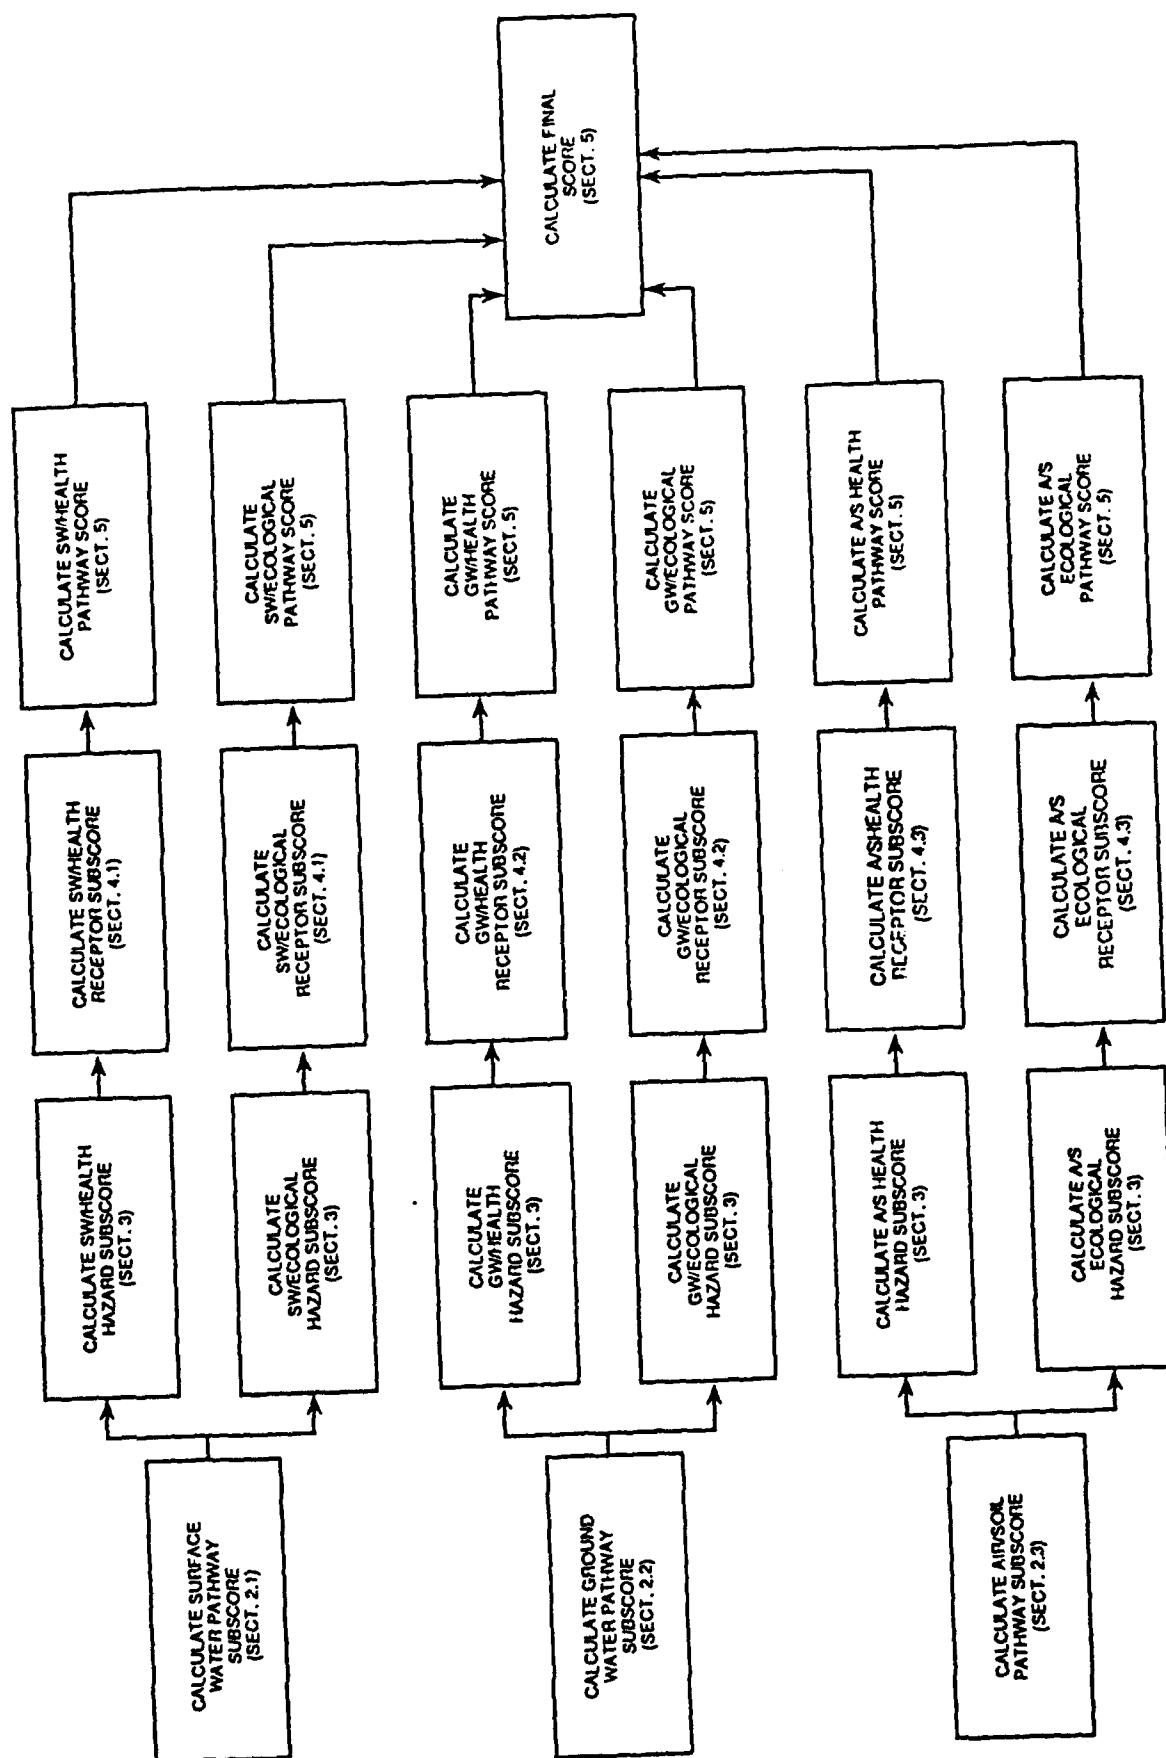 CALCULATE SURFACE
WATER PATHWAY
SUBSCORE
(SECT. 2.1)
CALCULATE GROUND
WATER PATHWAY
SUBSCORE
(SECT. 2.2)
CALCULATE AIR/SOIL
PATHWAY SUBSCORE
(SECT. 2.3)
CALCULATE SW/HEALTH
HAZARD SUBSCORE
(SECT. 3)
CALCULATE
SW/ECOLOGICAL
HAZARD SUBSCORE
(SECT. 3)
CALCULATE
GW/HEALTH
HAZARD SUBSCORE
(SECT. 3)
CALCULATE
GW/ECOLOGICAL
HAZARD SUBSCORE
(SECT. 3)
CALCULATE A/S HEALTH
HAZARD SUBSCORE
(SECT. 3)
CALCULATE A/S
ECOLOGICAL
HAZARD SUBSCORE
(SECT. 3)
CALCULATE SW/HEALTH
RECEPTOR SUBSCORE
(SECT. 4.1)
CALCULATE
SW/ECOLOGICAL
RECEPTOR SUBSCORE
(SECT. 4.1)
CALCULATE
GW/HEALTH
RECEPTOR SUBSCORE
(SECT. 4.2)
CALCULATE
GW/ECOLOGICAL
RECEPTOR SUBSCORE
(SECT. 4.2)
CALCULATE A/SHEALTH
RECEPTOR SUBSCORE
(SECT. 4.3)
CALCULATE A/S
ECOLOGICAL
RECEPTOR SUBSCORE
(SECT. 4.3)
CALCULATE SW/HEALTH
PATHWAY SCORE
(SECT. 5)
CALCULATE
SW/ECOLOGICAL
PATHWAY SCORE
(SECT. 5)
CALCULATE
GW/HEALTH
PATHWAY SCORE
(SECT. 5)
CALCULATE
GW/ECOLOGICAL
PATHWAY SCORE
(SECT. 5)
CALCULATE A/S HEALTH
PATHWAY SCORE
(SECT. 5)
CALCULATE A/S
ECOLOGICAL
PATHWAY SCORE
(SECT. 5)
CALCULATE FINAL
SCORE
(SECT. 5)